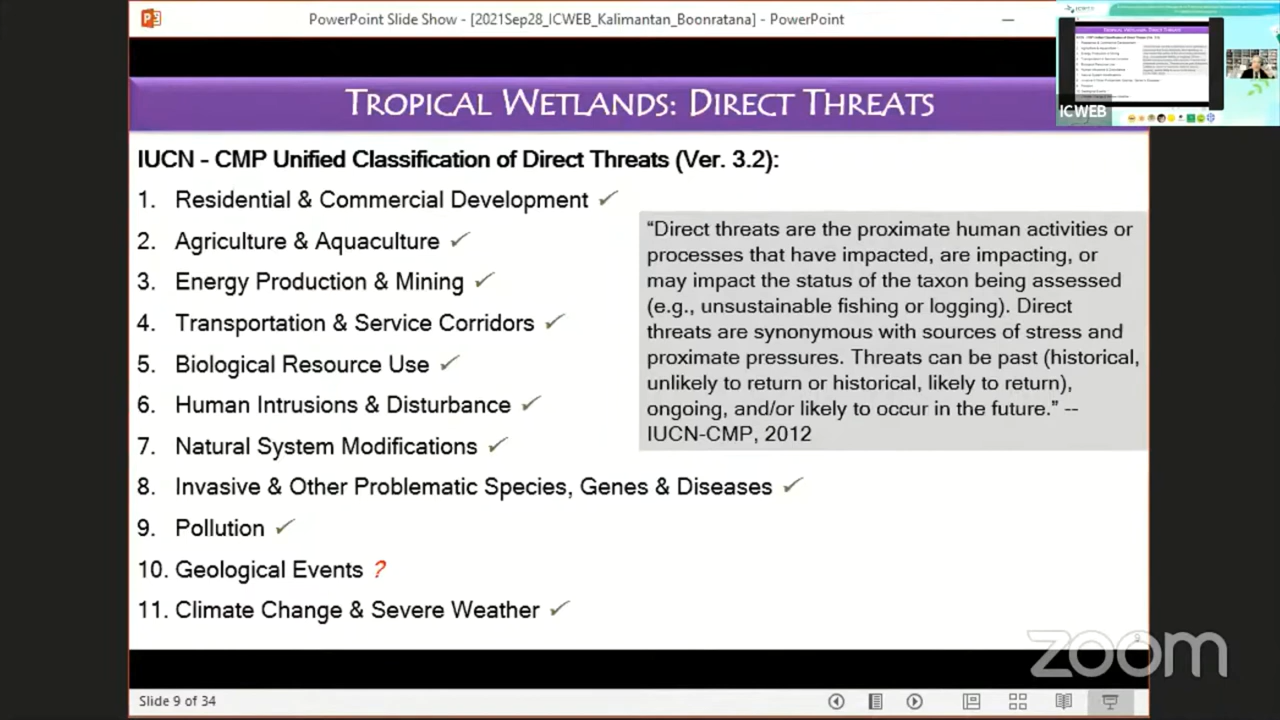 PowerPoint Slide Show - [2021Sep28_ICWEB_Kalimantan_Boonratana] - PowerPoint
TROPICAL WETLANDS: DIRECT THREATS
ICWEB
IUCN - CMP Unified Classification of Direct Threats (Ver. 3.2):
1. Residential & Commercial Development ✓
2. Agriculture & Aquaculture ✓
3. Energy Production & Mining ✓
4. Transportation & Service Corridors ✓
5. Biological Resource Use ✓
6. Human Intrusions & Disturbance ✓
7. Natural System Modifications ✓
8. Invasive & Other Problematic Species, Genes & Diseases ✓
9. Pollution ✓
10. Geological Events ?
11. Climate Change & Severe Weather ✓
“Direct threats are the proximate human activities or
processes that have impacted, are impacting, or
may impact the status of the taxon being assessed
(e.g., unsustainable fishing or logging). Direct
threats are synonymous with sources of stress and
proximate pressures. Threats can be past (historical,
unlikely to return or historical, likely to return),
ongoing, and/or likely to occur in the future.” --
IUCN-CMP, 2012
9
zoom
Slide 9 of 34